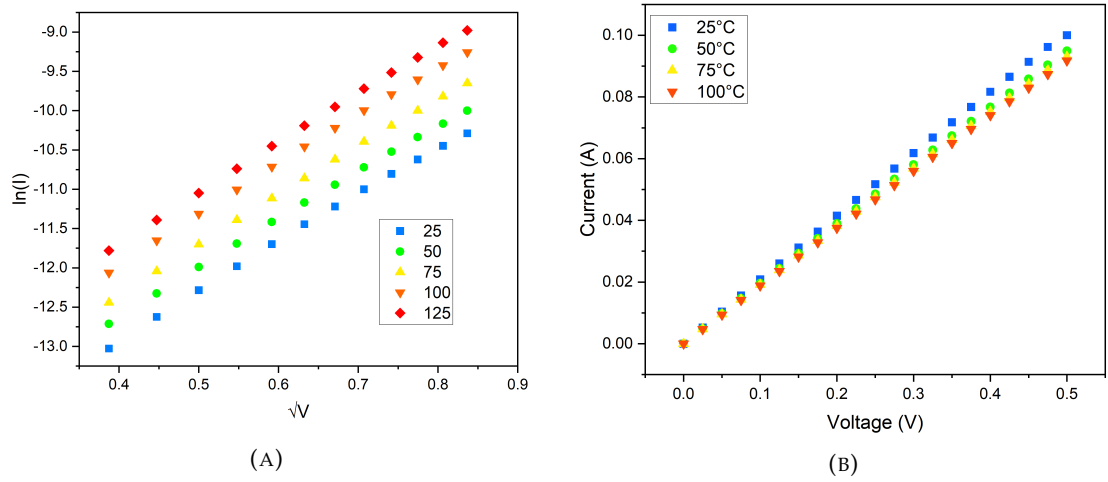 -9.0
-9.5
-10.0
-10.5
-11.0
-11.5
-12.0
-12.5
-13.0
ln(I)
0.4 0.5 0.6 0.7 0.8 0.9
√V
25
50
75
100
125
(A)
0.10
0.08
0.06
0.04
0.02
0.00
Current (A)
0.0 0.1 0.2 0.3 0.4 0.5
Voltage (V)
25°C
50°C
75°C
100°C
(B)